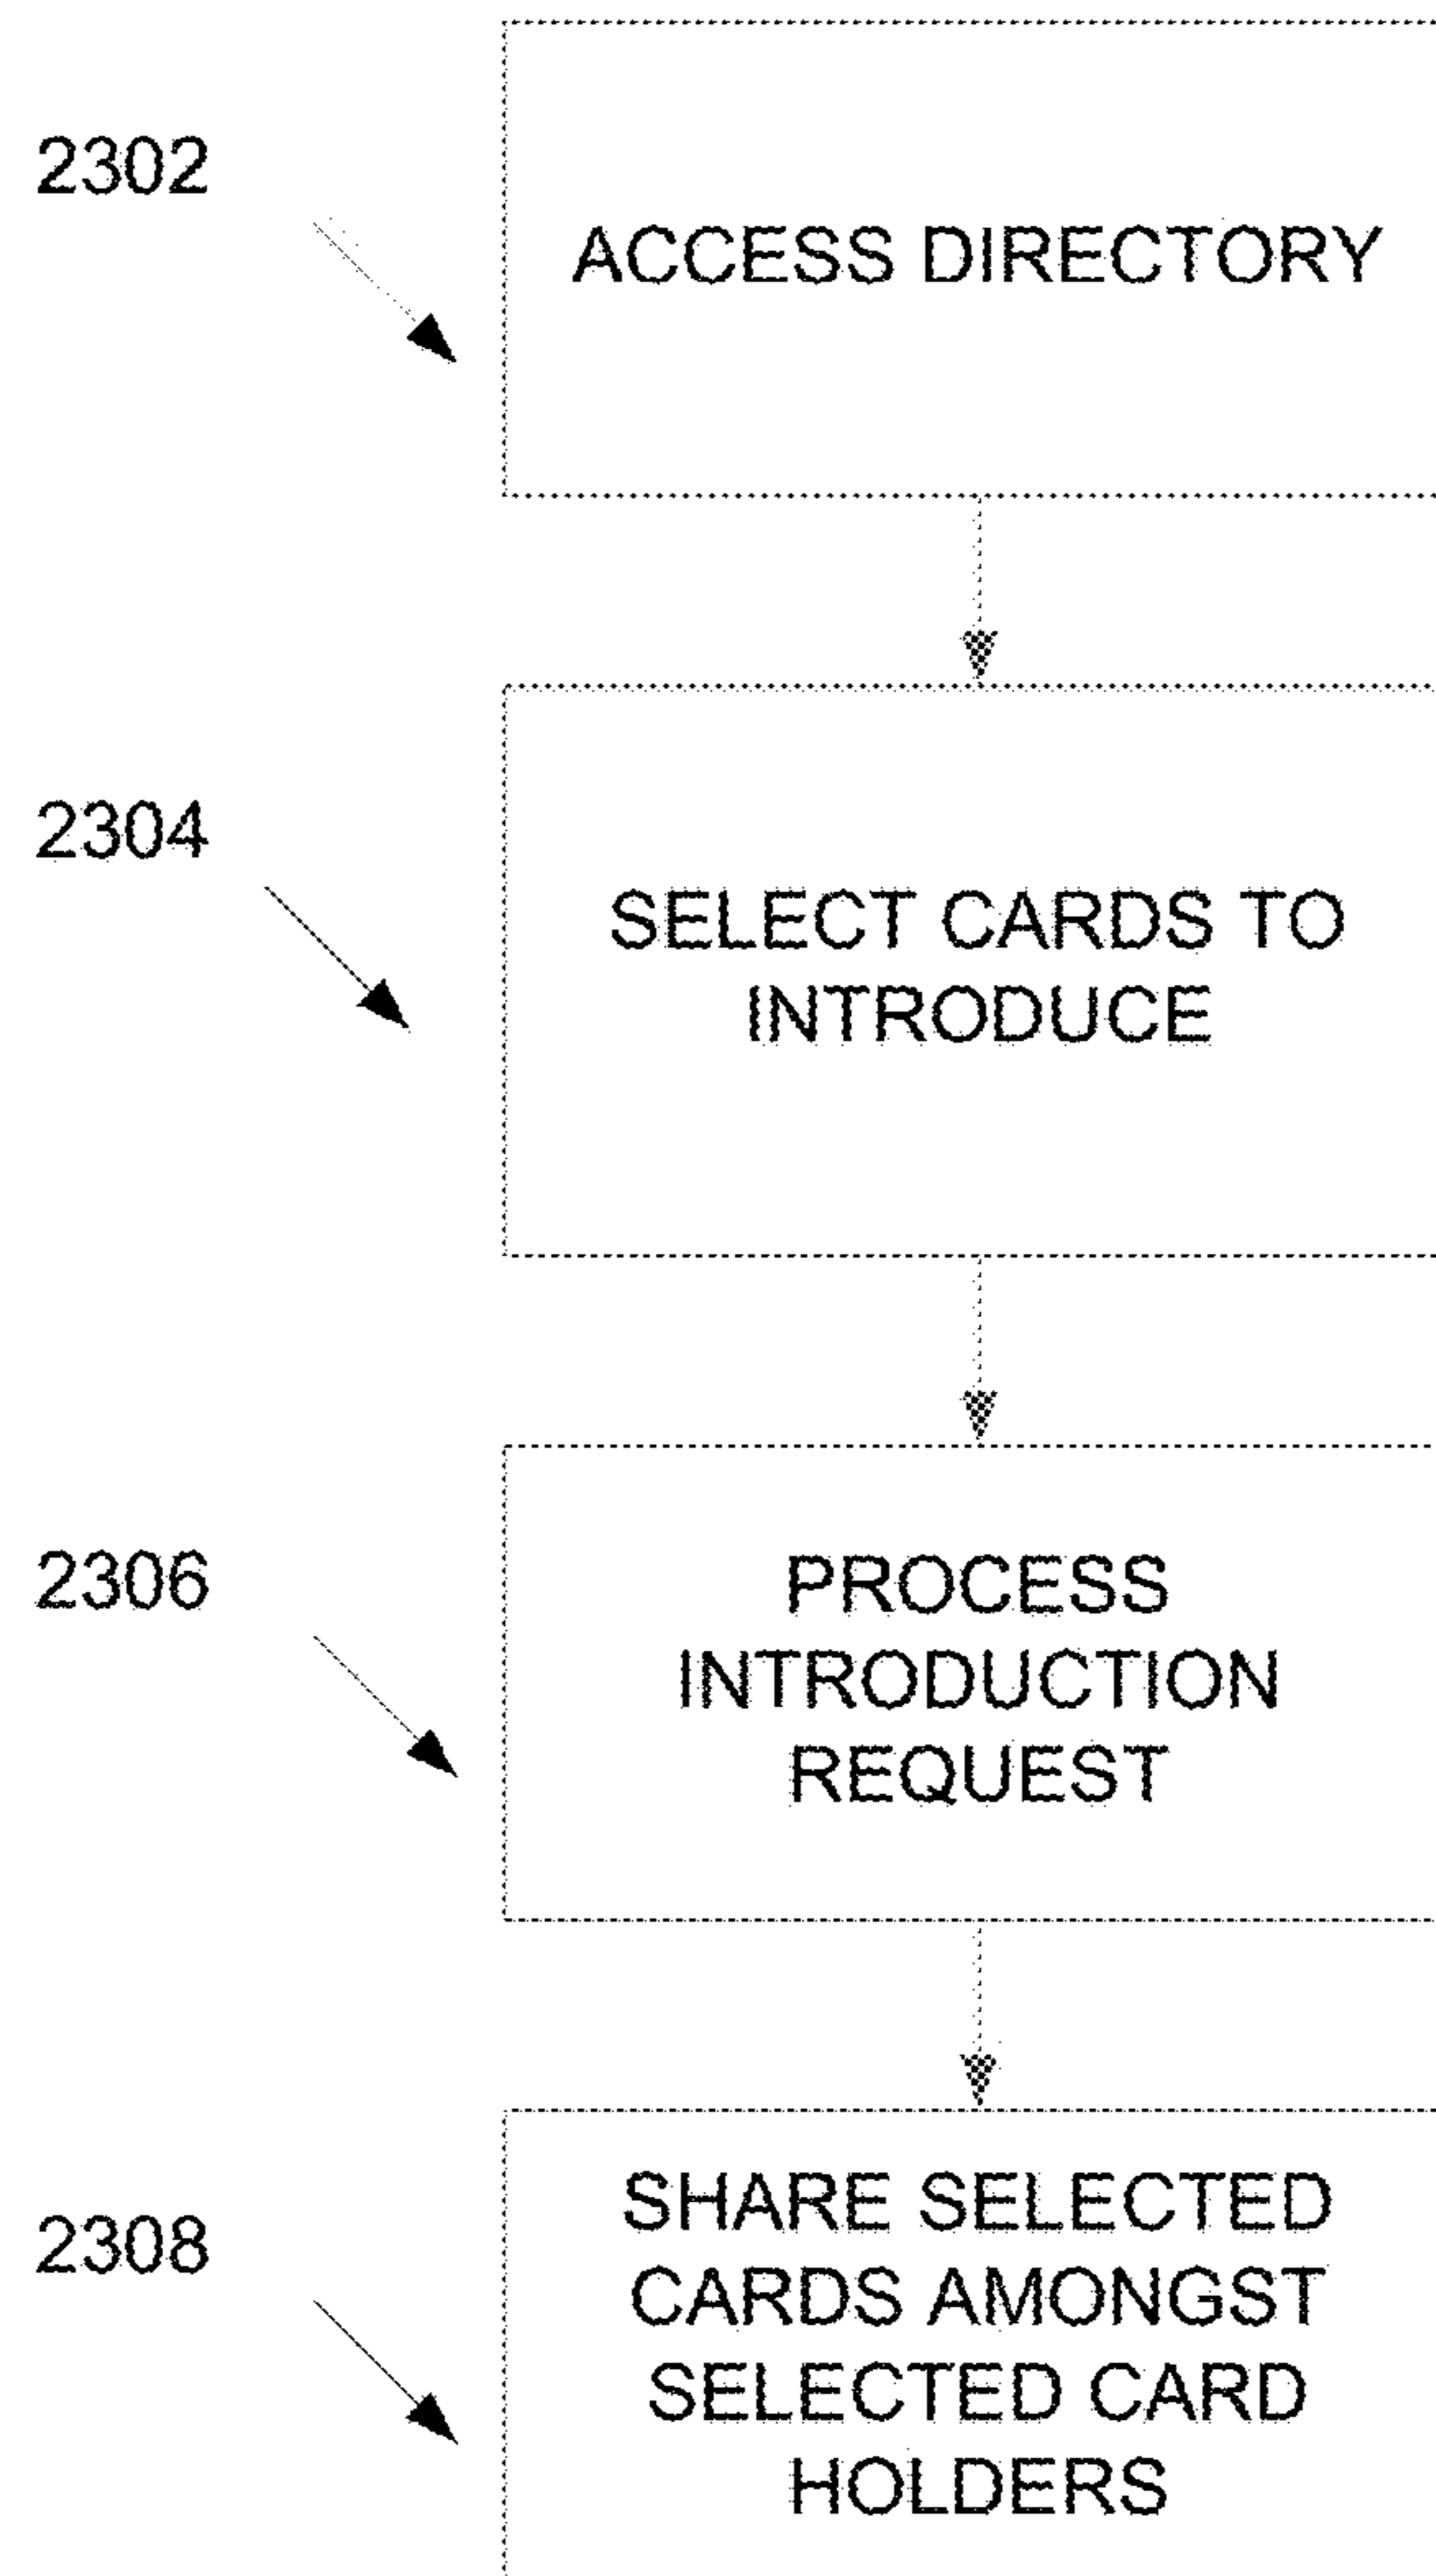 2302
ACCESS DIRECTORY
2304
SELECT CARDS TO
INTRODUCE
2306
PROCESS
INTRODUCTION
REQUEST
2308
SHARE SELECTED
CARDS AMONGST
SELECTED CARD
HOLDERS